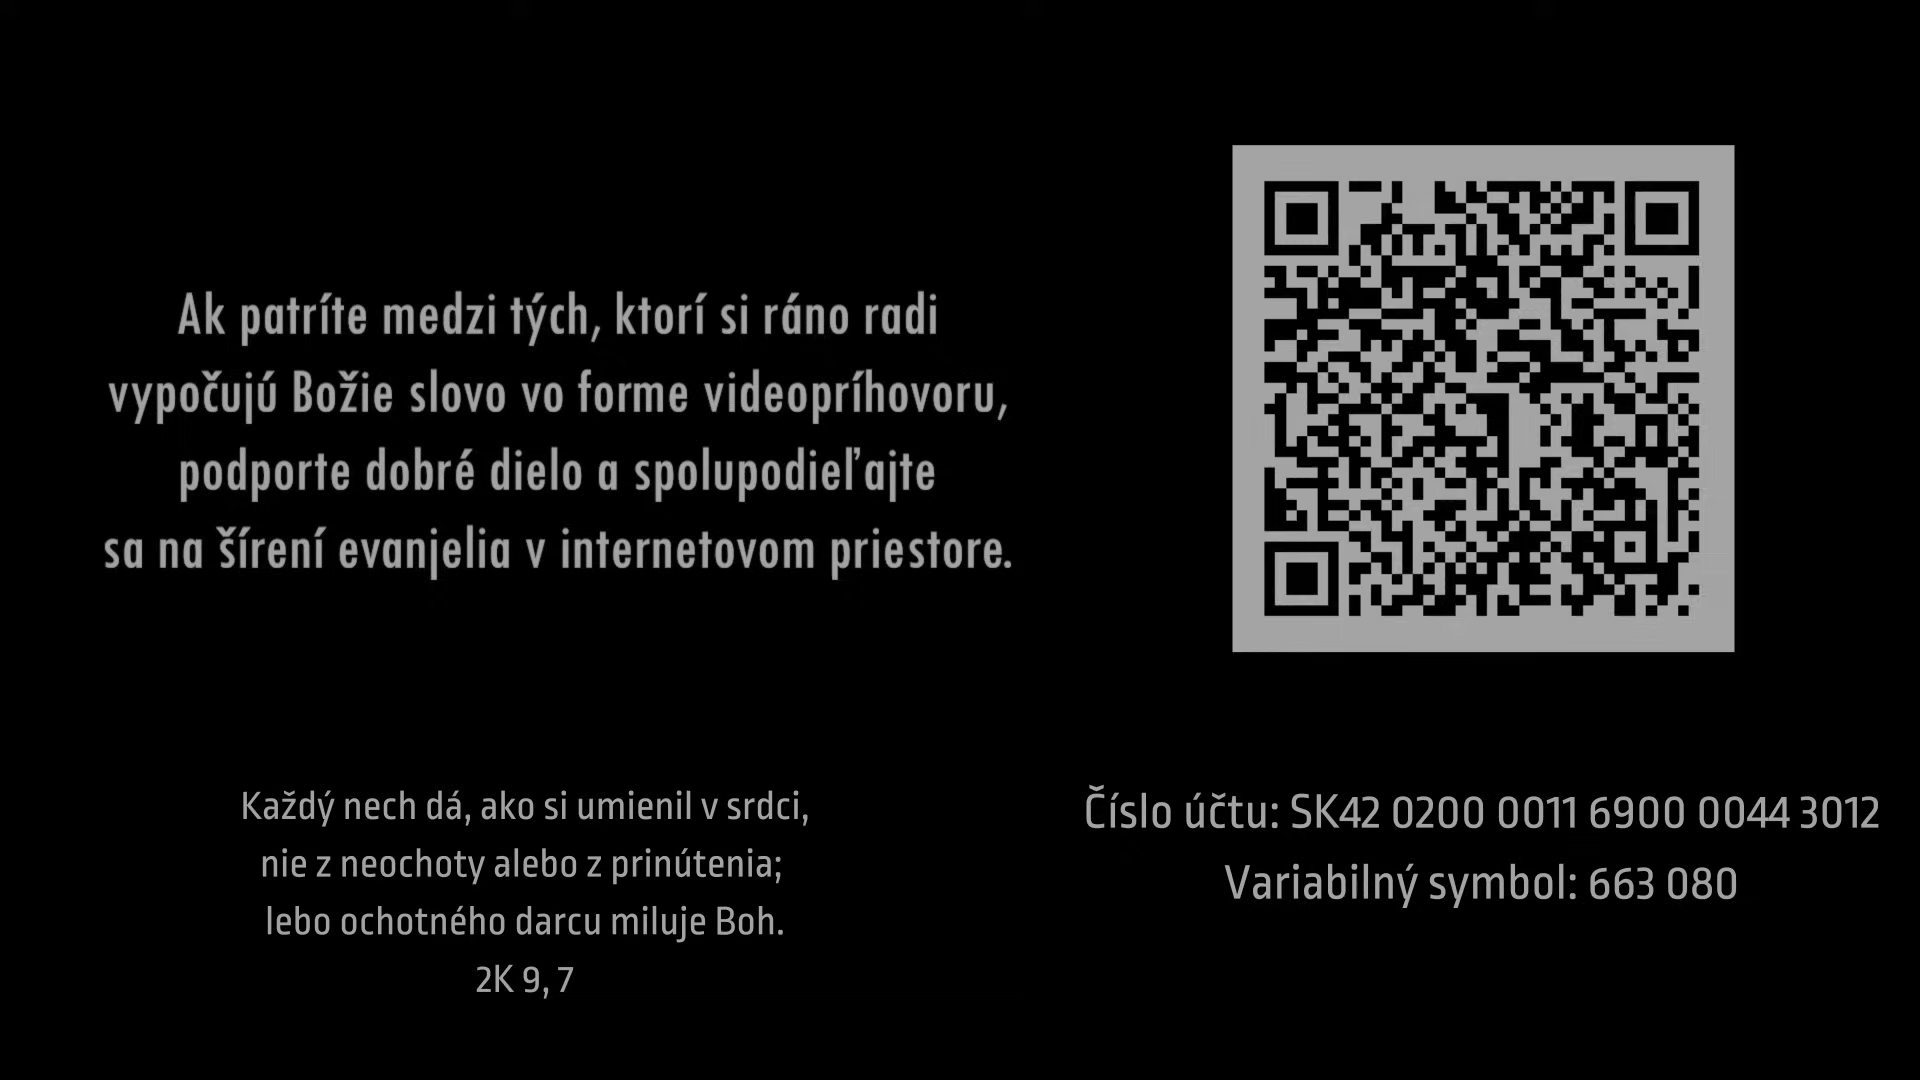 Ak patríte medzi tých, ktorí si ráno radi
vypočujú Božie slovo vo forme videopríhovoru,
podporte dobré dielo a spolupodieľajte
sa na šírení evanjelia v internetovom priestore.
Každý nech dá, ako si umienil v srdci,
nie z neochoty alebo z prinútenia;
lebo ochotného darcu miluje Boh.
2K 9, 7
Číslo účtu: SK42 0200 0011 6900 0044 3012
Variabilný symbol: 663 080